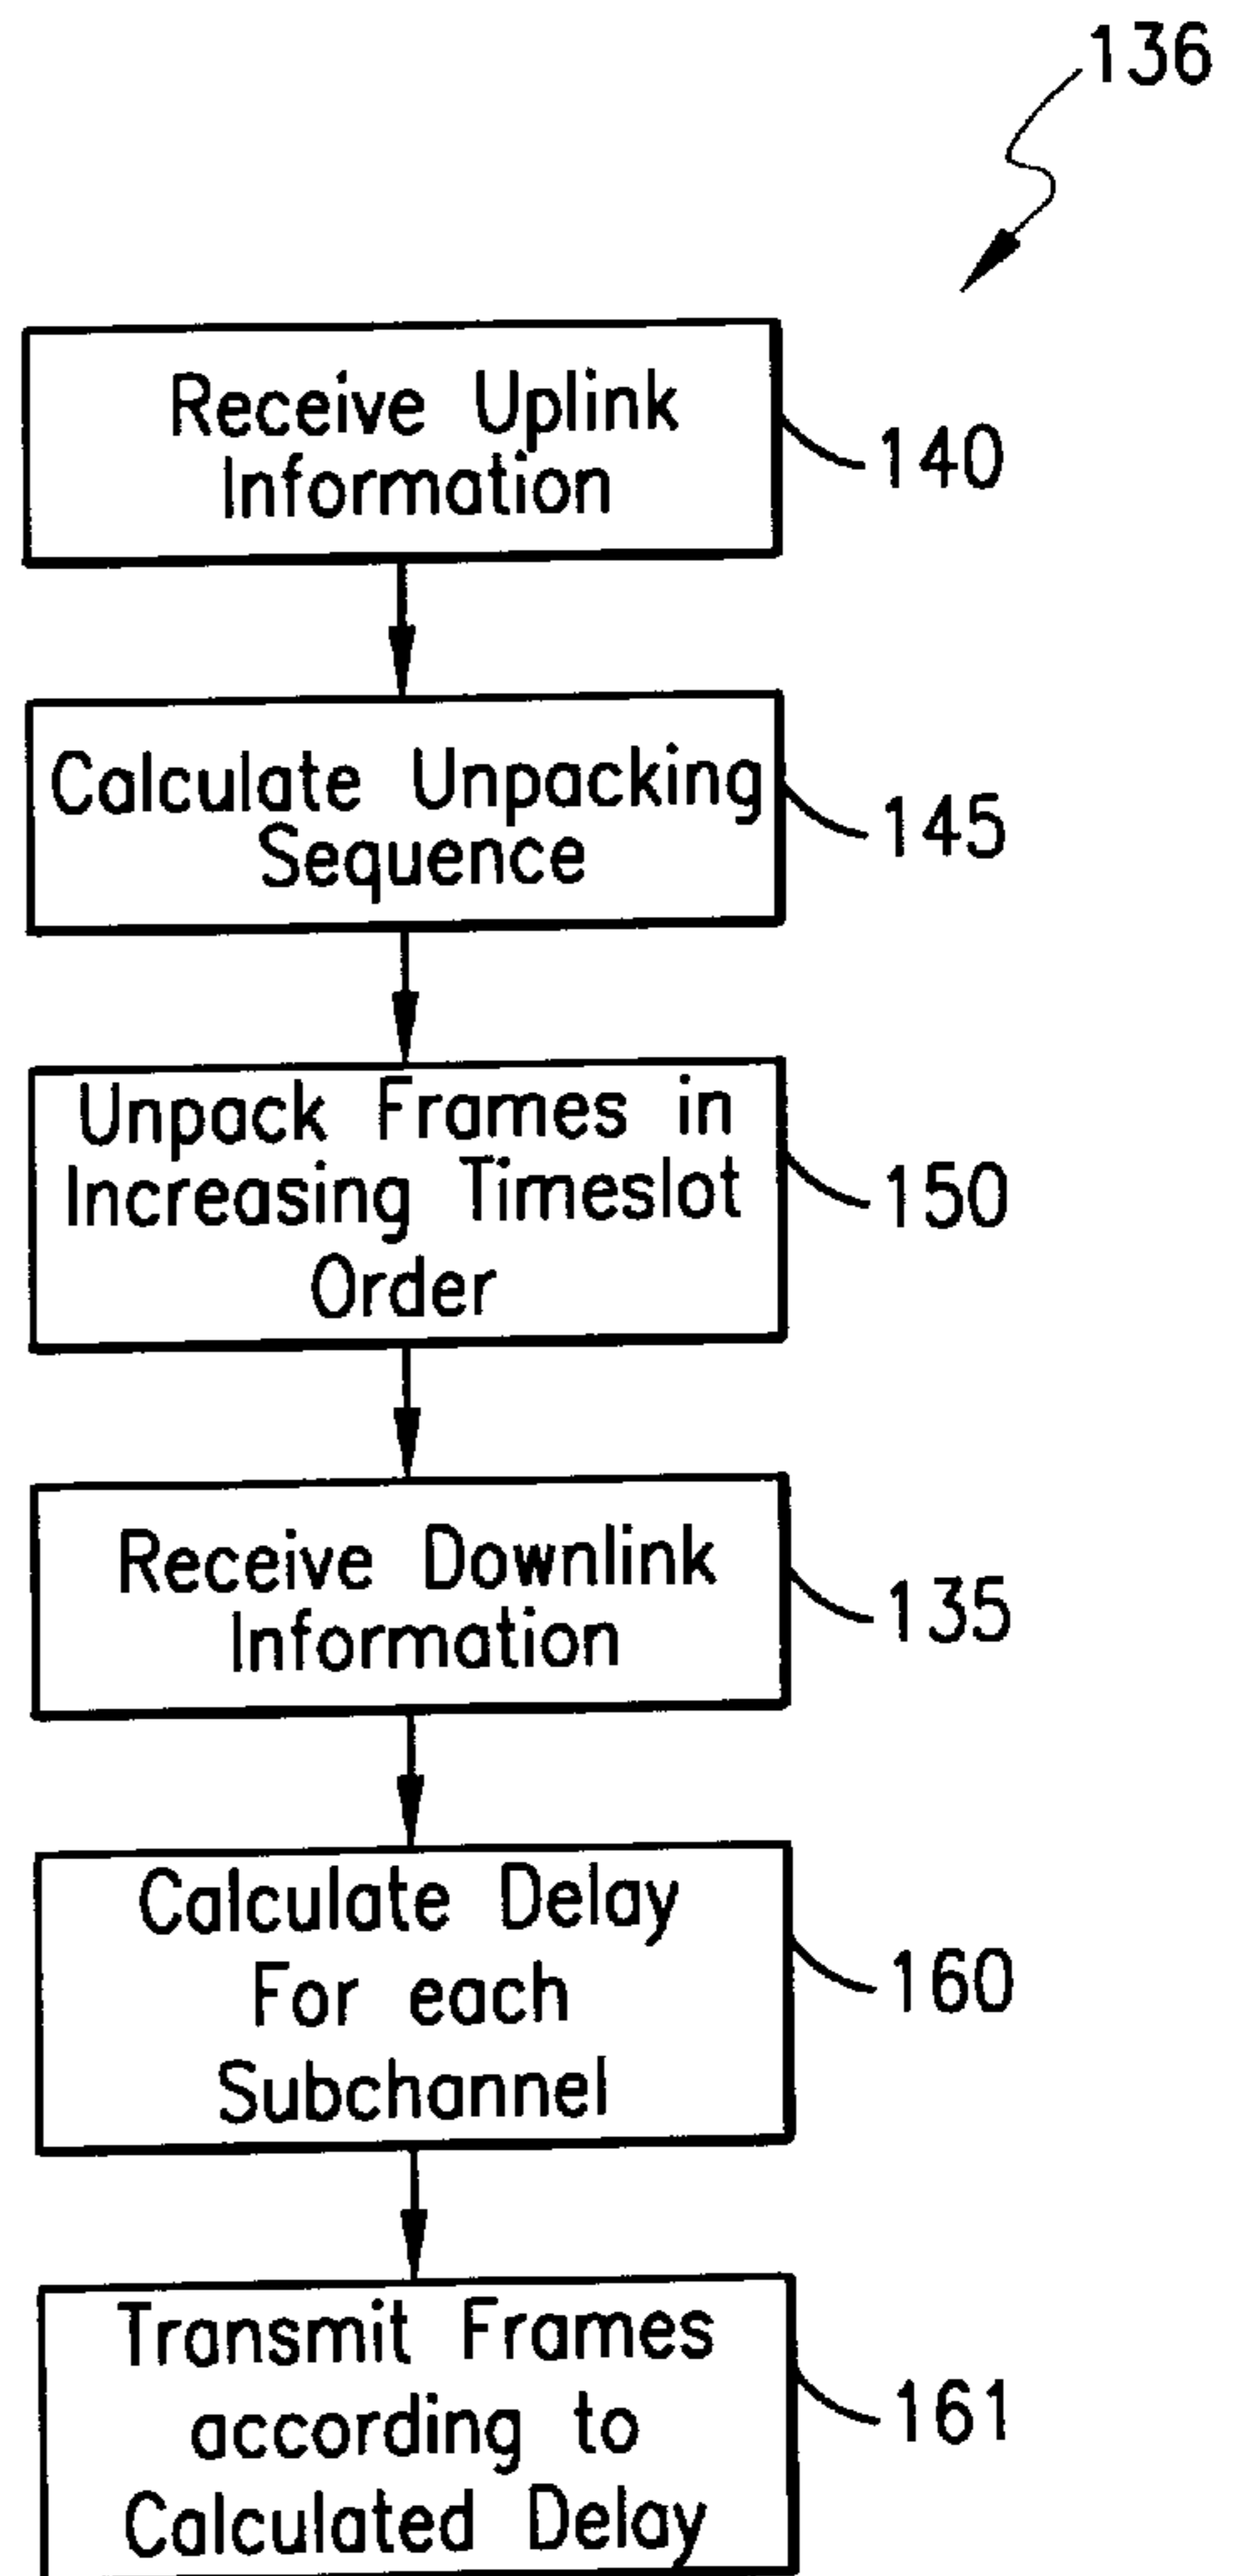 136
Receive Uplink
Information
140
Calculate Unpacking
Sequence
145
Unpack Frames in
Increasing Timeslot
Order
150
Receive Downlink
Information
135
Calculate Delay
For each
Subchannel
160
Transmit Frames
according to
Calculated Delay
161